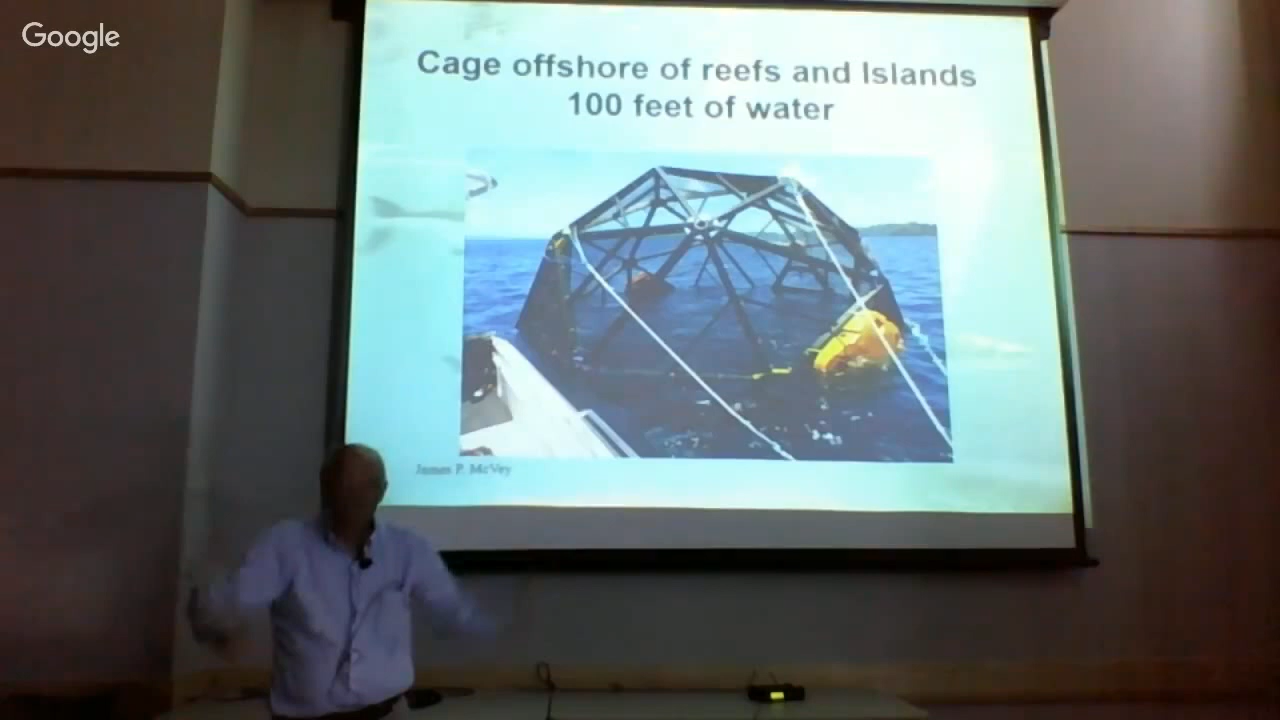 Google
Cage offshore of reefs and Islands
100 feet of water
James P. McVey